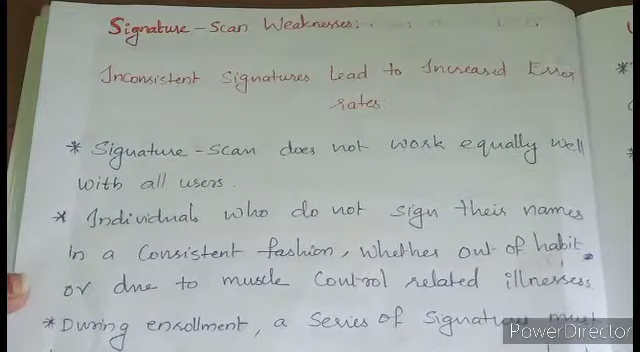 Signature - Scan Weaknesses:
Inconsistent Signatures Lead to Increased Error
rates:
* Signature - scan does not work equally well
with all users.
* Individuals who do not sign their names
In a consistent fashion, whether out of habit
or due to muscle control related illnesses
* During enrollment, a series of signatures must
PowerDirector